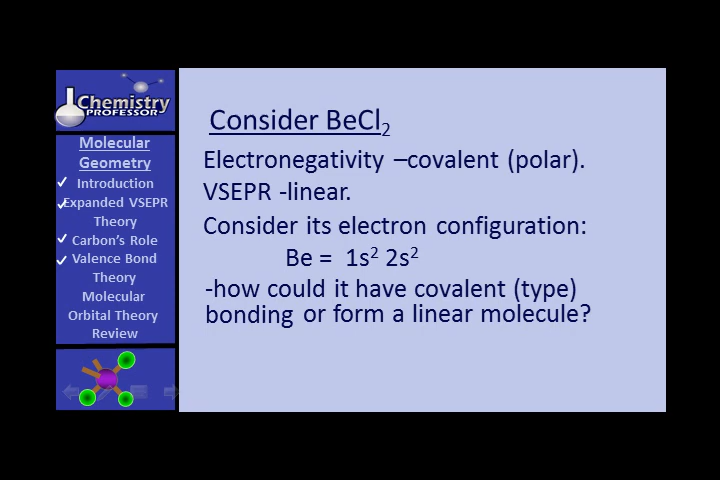 Chemistry
PROFESSOR
Molecular
Geometry
✓ Introduction
✓ Expanded VSEPR
Theory
✓ Carbon's Role
✓ Valence Bond
Theory
Molecular
Orbital Theory
Review
Consider BeCl₂
Electronegativity –covalent (polar).
VSEPR -linear.
Consider its electron configuration:
Be = 1s² 2s²
-how could it have covalent (type)
bonding or form a linear molecule?